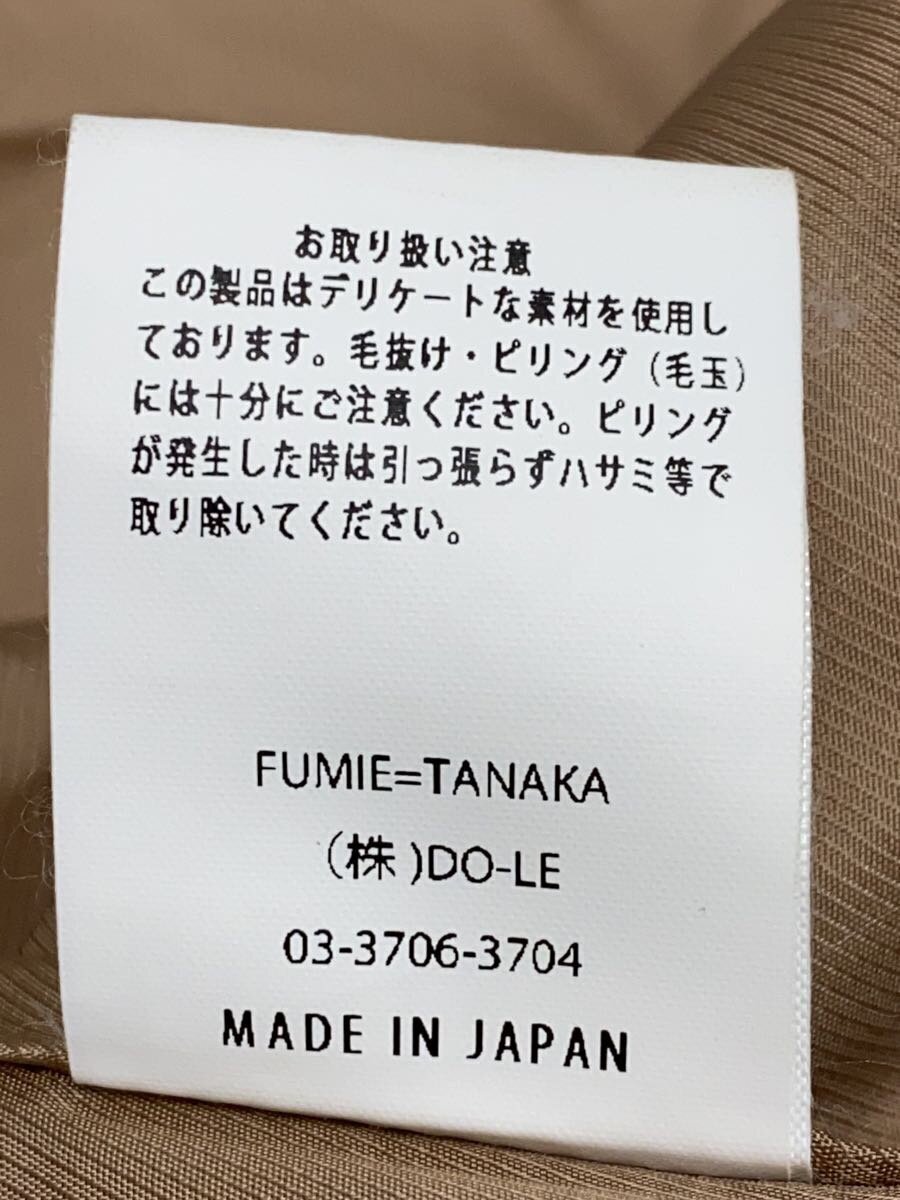 お取り扱い注意
この製品はデリケートな素材を使用し
ております。毛抜け・ピリング(毛玉)
には十分にご注意ください。ピリング
が発生した時は引っ張らずハサミ等で
取り除いてください。
FUMIE=TANAKA
(株)DO-LE
03-3706-3704
MADE IN JAPAN